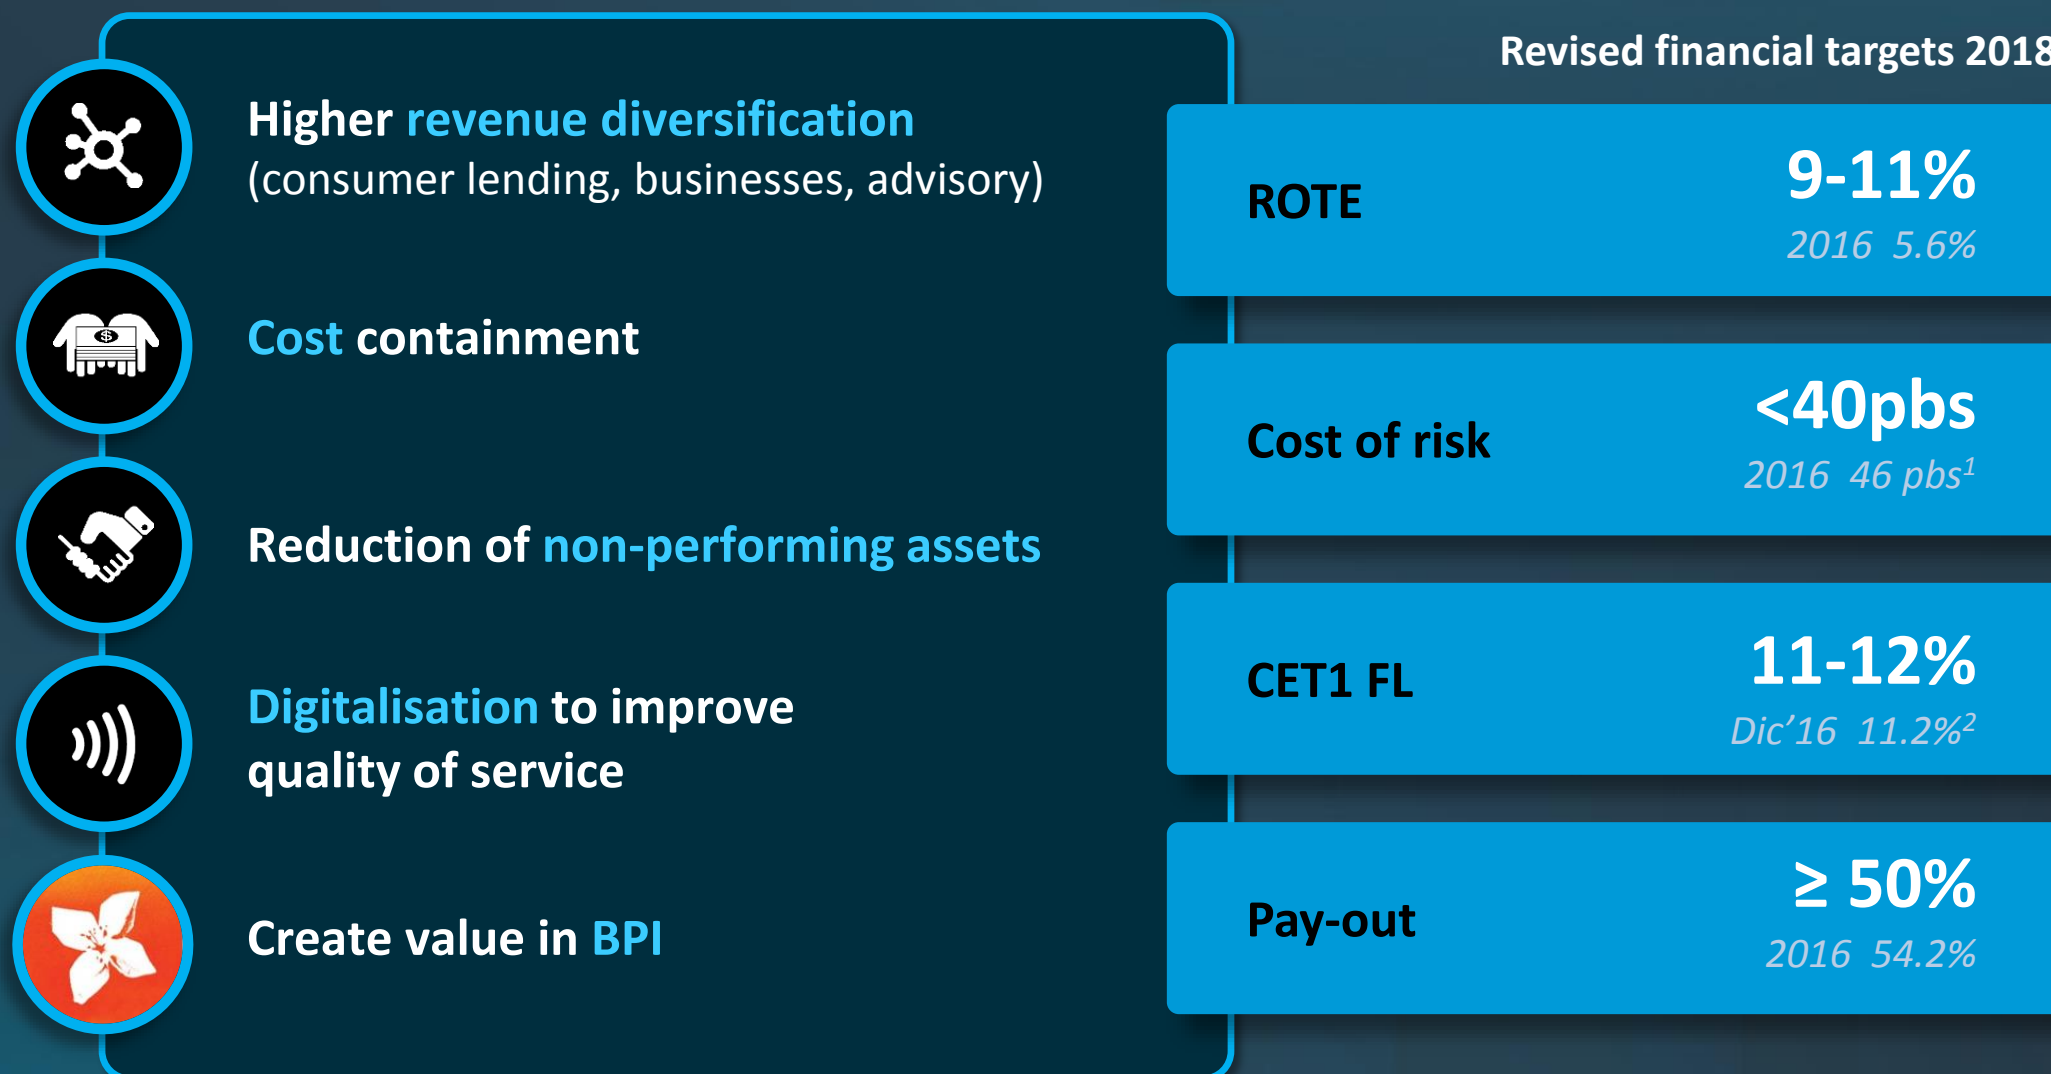 Higher revenue diversification
(consumer lending, businesses, advisory)
Cost containment
Reduction of non-performing assets
Digitalisation to improve
quality of service
Create value in BPI
Revised financial targets 2018
ROTE
9-11%
2016 5.6%
Cost of risk
<40pbs
2016 46 pbs¹
CET1 FL
11-12%
Dic’16 11.2%²
Pay-out
≥ 50%
2016 54.2%